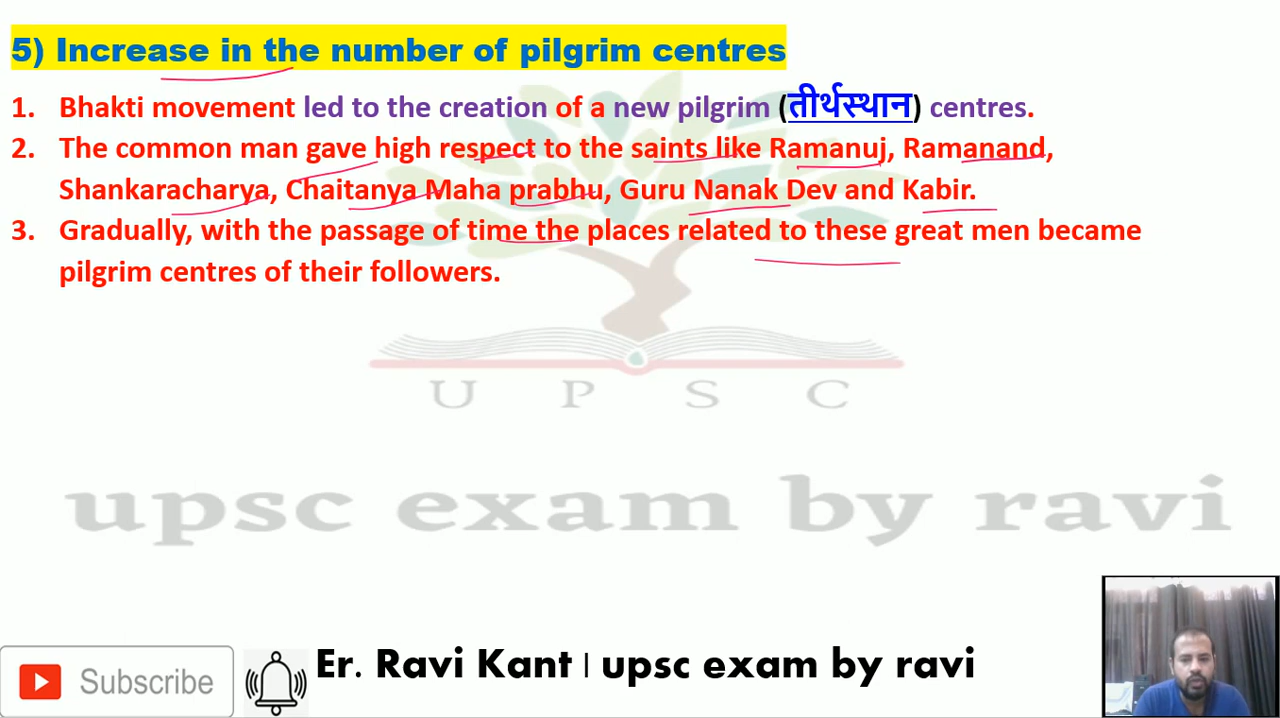 5) Increase in the number of pilgrim centres
1. Bhakti movement led to the creation of a new pilgrim (तीर्थस्थान) centres.
2. The common man gave high respect to the saints like Ramanuj, Ramanand,
Shankaracharya, Chaitanya Maha prabhu, Guru Nanak Dev and Kabir.
3. Gradually, with the passage of time the places related to these great men became
pilgrim centres of their followers.
U P S C
upsc exam by ravi
Subscribe
Er. Ravi Kant | upsc exam by ravi